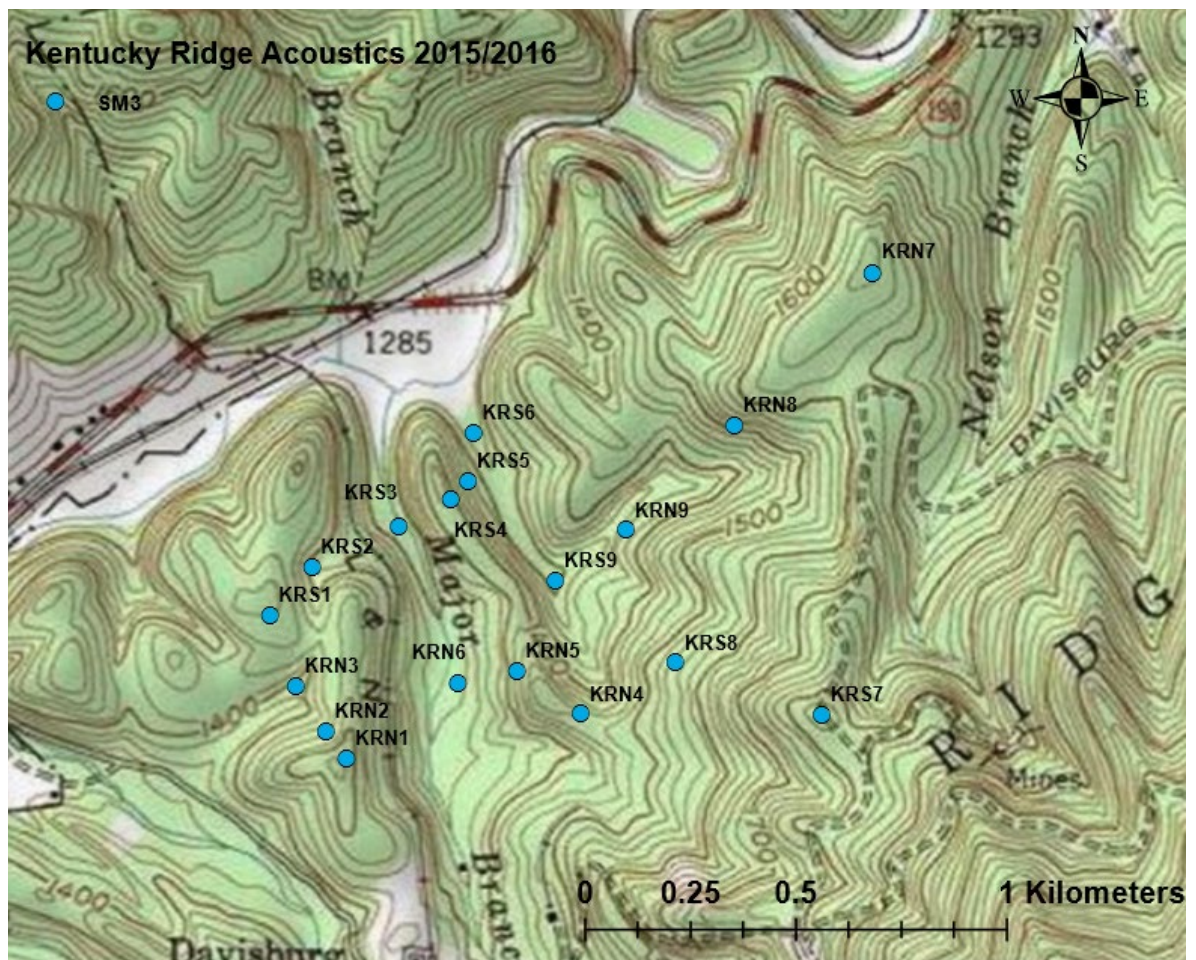 Kentucky Ridge Acoustics 2015/2016
SM3
Branch
BM
1285
1293
190
N
W
E
S
Nelson Branch
1500
DAVISBURG
1600
1400
KRN7
KRN8
KRS6
KRS5
KRS4
KRS3
KRN9
1500
KRS9
KRS2
KRS1
Major
L & N
KRN3
1400
KRN2
KRN1
KRN6
KRN5
KRN4
KRS8
KRS7
RIDG
Mines
Branc
1400
Davisburg
0
0.25
0.5
1 Kilometers